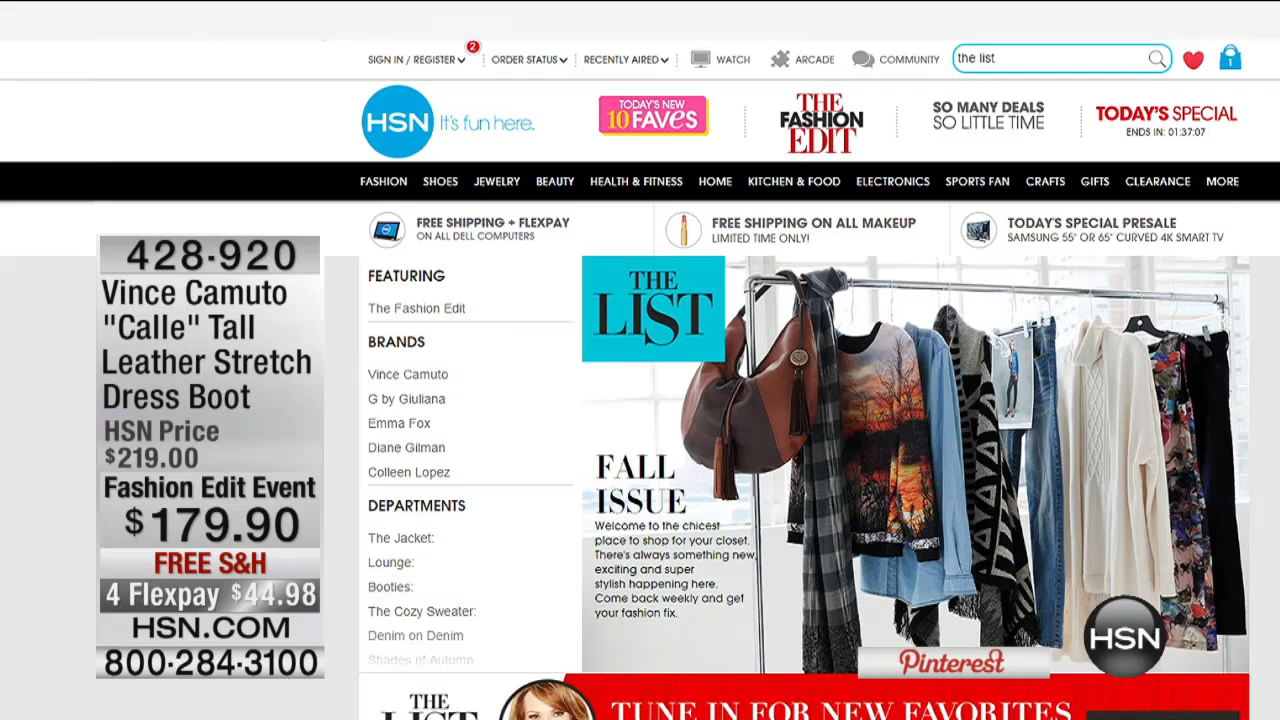 SIGN IN / REGISTER
2
ORDER STATUS
RECENTLY AIRED
WATCH
ARCADE
COMMUNITY
the list
1
HSN It's fun here.
TODAY'S NEW
10 FAVES
THE
FASHION
EDIT
SO MANY DEALS
SO LITTLE TIME
TODAY'S SPECIAL
ENDS IN: 01:37:07
FASHION SHOES JEWELRY BEAUTY HEALTH & FITNESS HOME KITCHEN & FOOD ELECTRONICS SPORTS FAN CRAFTS GIFTS CLEARANCE MORE
FREE SHIPPING + FLEXPAY
ON ALL DELL COMPUTERS
FREE SHIPPING ON ALL MAKEUP
LIMITED TIME ONLY!
TODAY'S SPECIAL PRESALE
SAMSUNG 55" OR 65" CURVED 4K SMART TV
428-920
Vince Camuto
"Calle" Tall
Leather Stretch
Dress Boot
HSN Price
$219.00
Fashion Edit Event
$179.90
FREE S&H
4 Flexpay $44.98
HSN.COM
800-284-3100
FEATURING
The Fashion Edit
BRANDS
Vince Camuto
G by Giuliana
Emma Fox
Diane Gilman
Colleen Lopez
DEPARTMENTS
The Jacket:
Lounge:
Booties:
The Cozy Sweater:
Denim on Denim
Shades of Autumn
THE
LIST
FALL
ISSUE
Welcome to the chicest
place to shop for your closet.
There's always something new,
exciting and super
stylish happening here.
Come back weekly and get
your fashion fix.
HSN
Pinterest
THE
LIST
TUNE IN FOR NEW FAVORITES